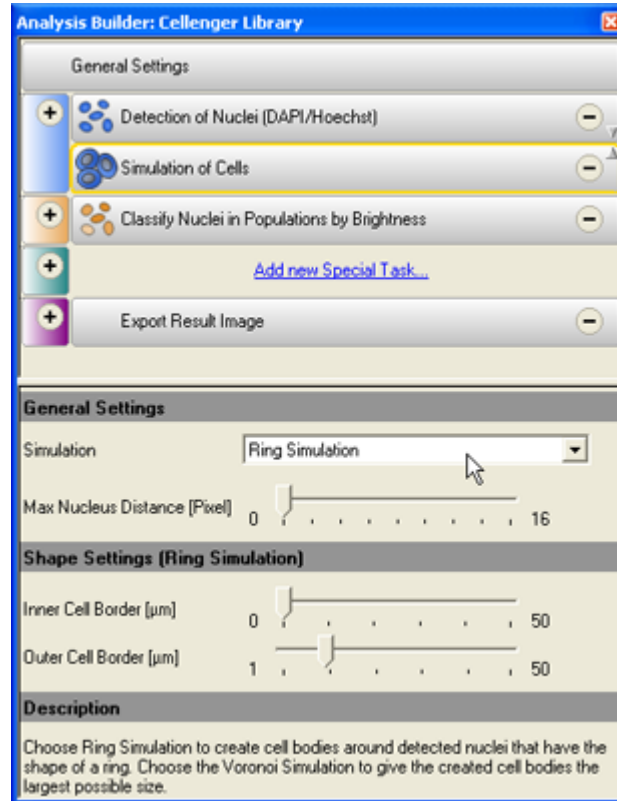 Analysis Builder: Cellenger Library
General Settings
Detection of Nuclei (DAPI/Hoechst)
Simulation of Cells
Classify Nuclei in Populations by Brightness
Add new Special Task...
Export Result Image
General Settings
Simulation Ring Simulation
Max Nucleus Distance [Pixel] 0 16
Shape Settings (Ring Simulation)
Inner Cell Border [µm] 0 50
Outer Cell Border [µm] 1 50
Description
Choose Ring Simulation to create cell bodies around detected nuclei that have the
shape of a ring. Choose the Voronoi Simulation to give the created cell bodies the
largest possible size.